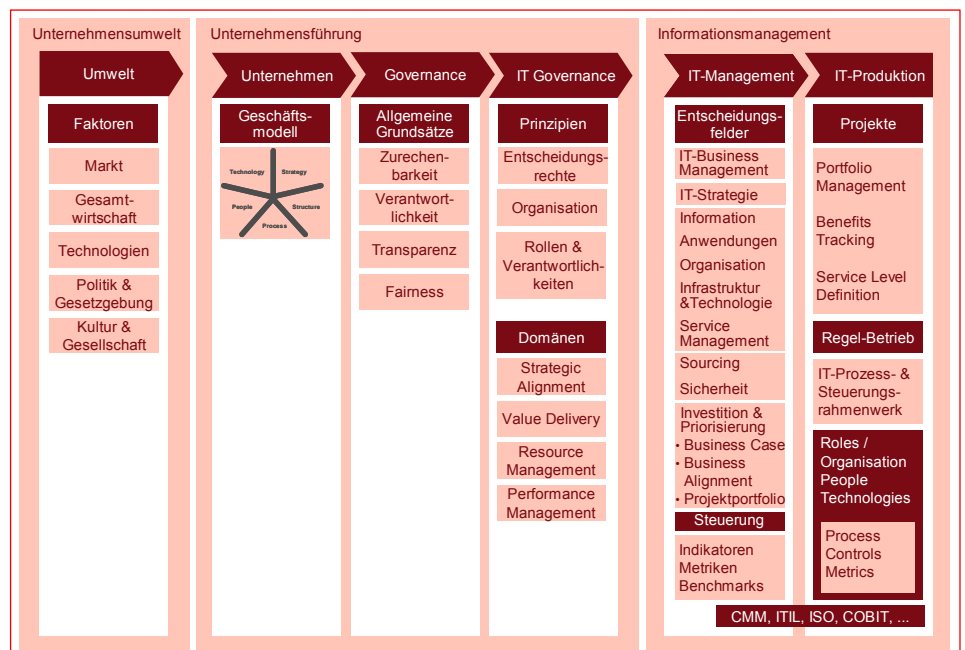 Unternehmensumwelt
Umwelt
Faktoren
Markt
Gesamt-
wirtschaft
Technologien
Politik &
Gesetzgebung
Kultur &
Gesellschaft
Unternehmensführung
Unternehmen
Geschäfts-
modell
Technology
Strategy
People
Structure
Process
Governance
Allgemeine
Grundsätze
Zurechen-
barkeit
Verantwort-
lichkeit
Transparenz
Fairness
IT Governance
Prinzipien
Entscheidungs-
rechte
Organisation
Rollen &
Verantwortlich-
keiten
Domänen
Strategic
Alignment
Value Delivery
Resource
Management
Performance
Management
Informationsmanagement
IT-Management
Entscheidungs-
felder
IT-Business
Management
IT-Strategie
Information
Anwendungen
Organisation
Infrastruktur
&Technologie
Service
Management
Sourcing
Sicherheit
Investition &
Priorisierung
• Business Case
• Business
Alignment
• Projektportfolio
Steuerung
Indikatoren
Metriken
Benchmarks
IT-Produktion
Projekte
Portfolio
Management
Benefits
Tracking
Service Level
Definition
Regel-Betrieb
IT-Prozess- &
Steuerungs-
rahmenwerk
Roles /
Organisation
People
Technologies
Process
Controls
Metrics
CMM, ITIL, ISO, COBIT, ...